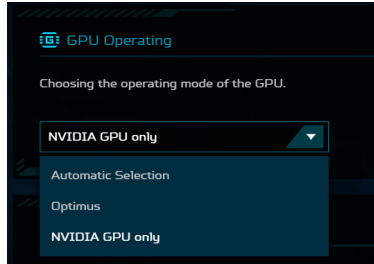 GPU Operating
Choosing the operating mode of the GPU.
NVIDIA GPU only
Automatic Selection
Optimus
NVIDIA GPU only